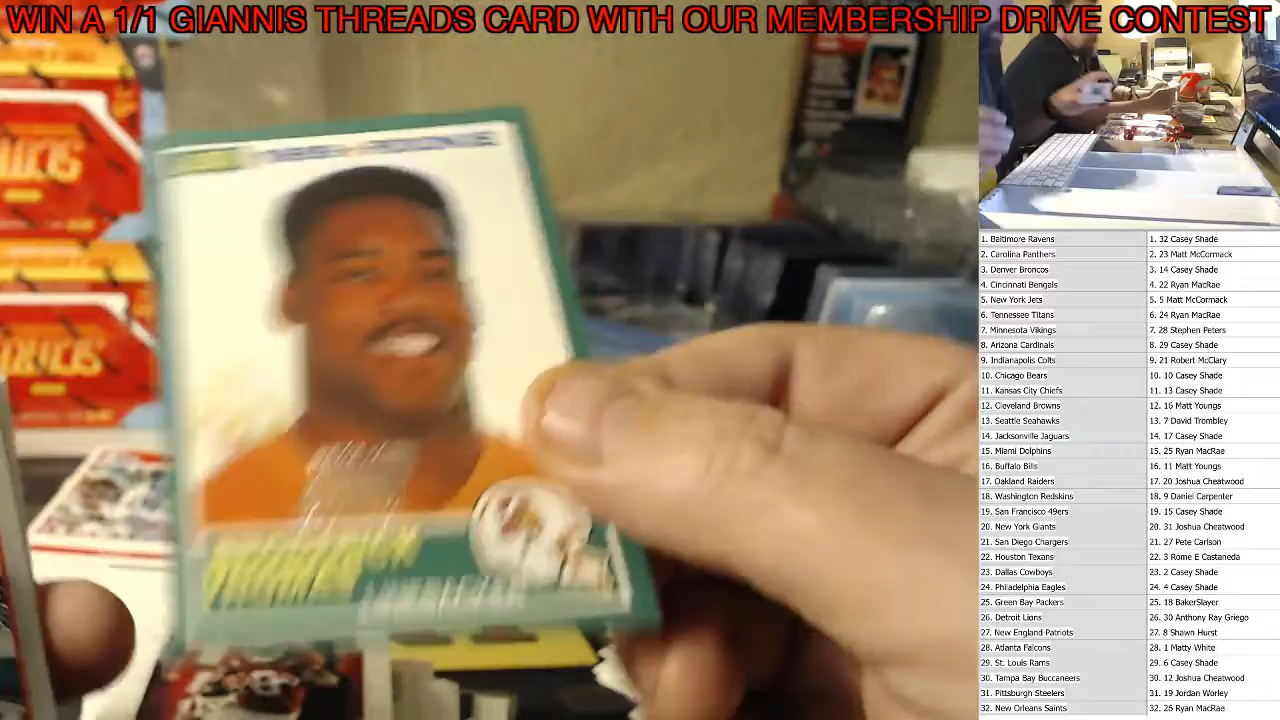 WIN A 1/1 GIANNIS THREADS CARD WITH OUR MEMBERSHIP DRIVE CONTEST
1. Baltimore Ravens 1. 32 Casey Shade
2. Carolina Panthers 2. 23 Matt McCormack
3. Denver Broncos 3. 14 Casey Shade
4. Cincinnati Bengals 4. 22 Ryan MacRae
5. New York Jets 5. 5 Matt McCormack
6. Tennesee Titans 6. 24 Ryan MacRae
7. Minnesota Vikings 7. 28 Stephen Peters
8. Arizona Cardinals 8. 29 Casey Shade
9. Indianapolis Colts 9. 21 Robert McClary
10. Chicago Bears 10. 10 Casey Shade
11. Kansas City Chiefs 11. 13 Casey Shade
12. Cleveland Browns 12. 16 Matt Youngs
13. Seattle Seahawks 13. 7 David Trombley
14. Jacksonville Jaguars 14. 17 Casey Shade
15. Miami Dolphins 15. 25 Ryan MacRae
16. Buffalo Bills 16. 11 Matt Youngs
17. Oakland Raiders 17. 20 Joshua Cheatwood
18. Washington Redskins 18. 9 Daniel Carpenter
19. San Francisco 49ers 19. 15 Casey Shade
20. New York Giants 20. 31 Joshua Cheatwood
21. San Diego Chargers 21. 27 Pete Carlson
22. Houston Texans 22. 3 Rome E Castaneda
23. Dallas Cowboys 23. 2 Casey Shade
24. Philadelphia Eagles 24. 4 Casey Shade
25. Green Bay Packers 25. 18 BakerSlayer
26. Detroit Lions 26. 30 Anthony Ray Griego
27. New England Patriots 27. 8 Shawn Hurst
28. Atlanta Falcons 28. 1 Matty White
29. St. Louis Rams 29. 6 Casey Shade
30. Tampa Bay Buccaneers 30. 12 Joshua Cheatwood
31. Pittsburgh Steelers 31. 19 Jordan Worley
32. New Orleans Saints 32. 26 Ryan MacRae